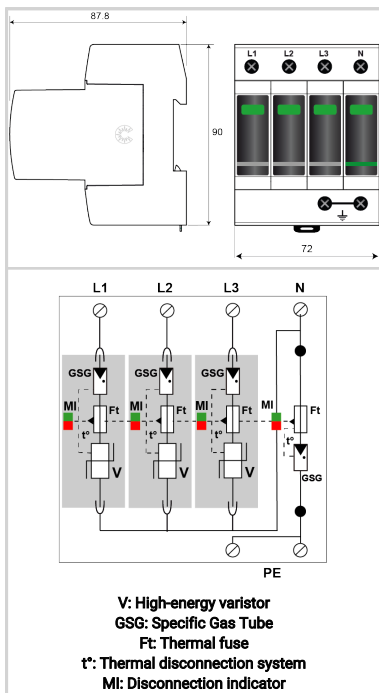 87.8
L1 L2 L3 N
90
72
L1 L2 L3 N
GSG GSG GSG
MI Ft MI Ft MI Ft MI Ft
t° t° t° t°
V V V GSG
PE
V: High-energy varistor
GSG: Specific Gas Tube
Ft: Thermal fuse
t°: Thermal disconnection system
MI: Disconnection indicator